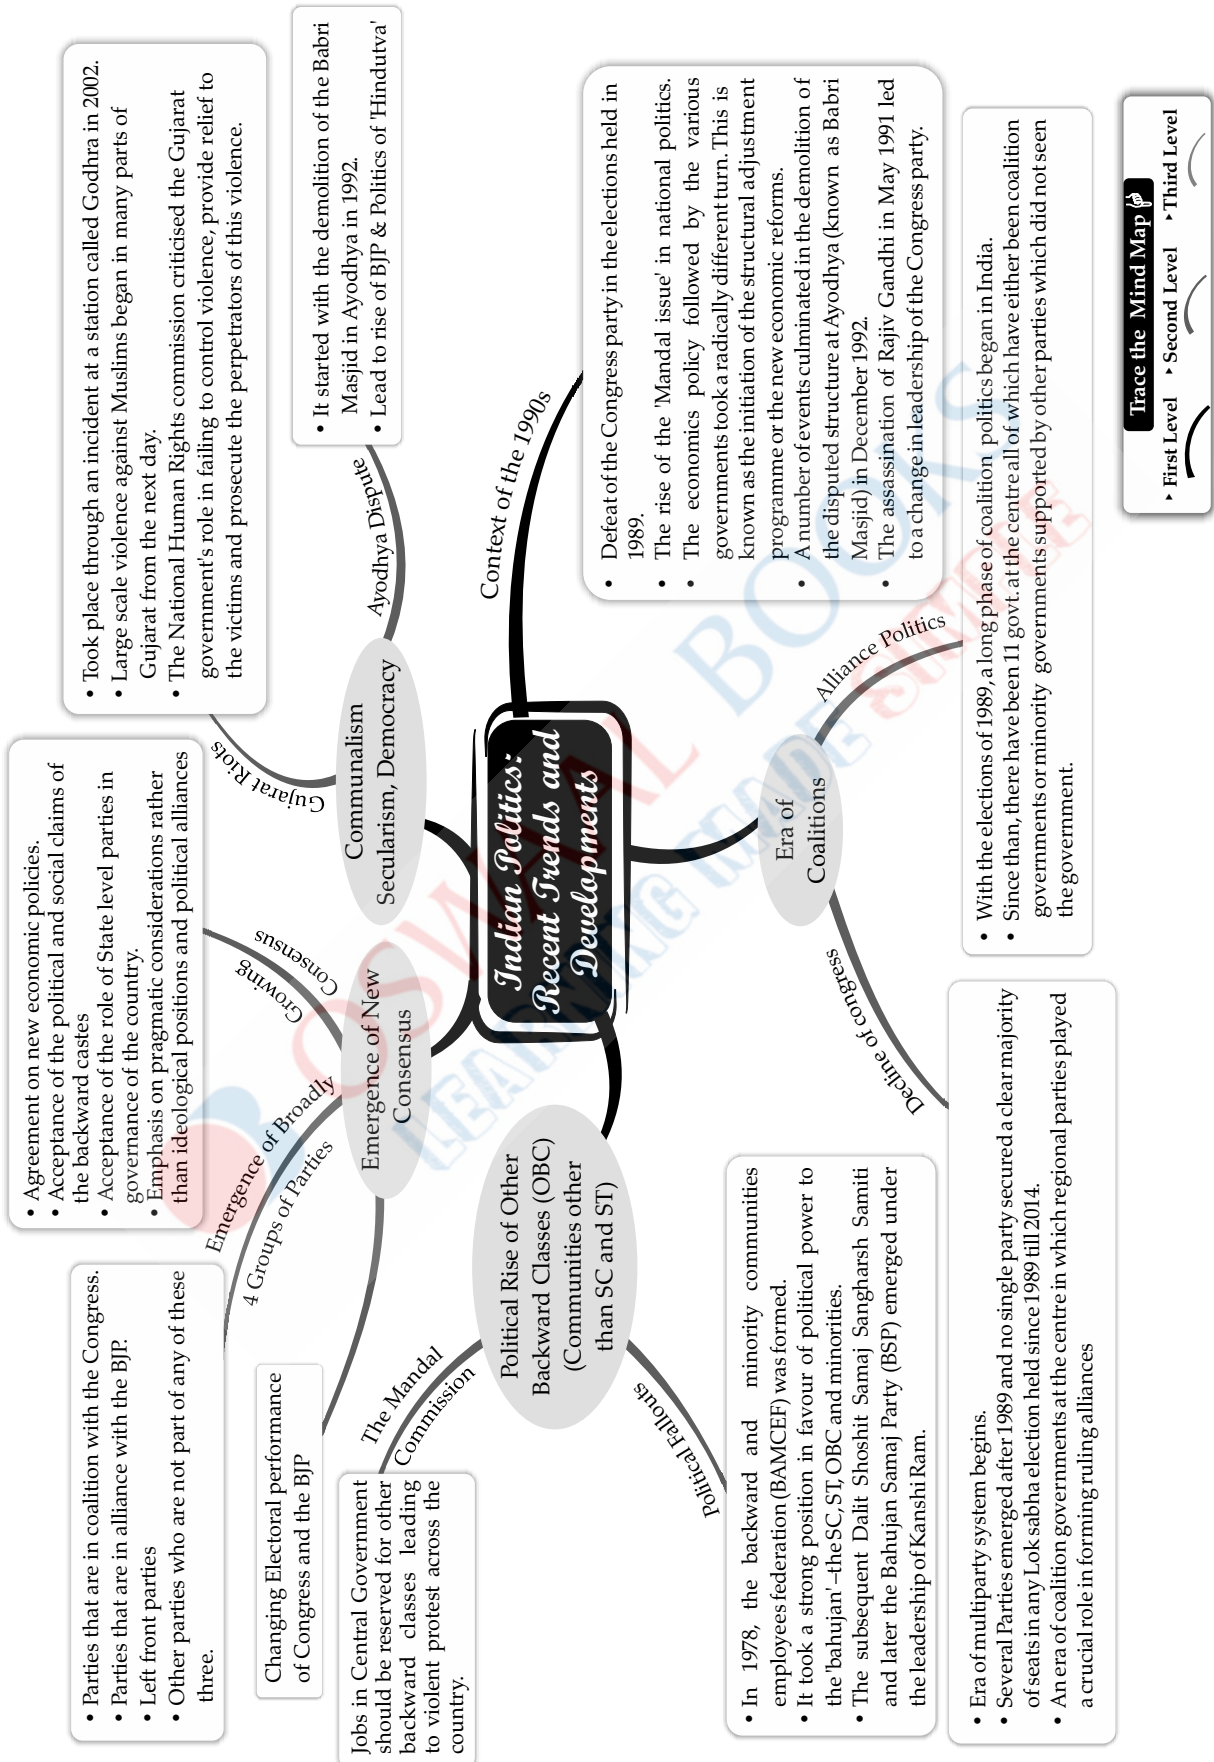 Indian Politics:
Recent Trends and
Developments
Context of the 1990s
• Defeat of the Congress party in the elections held in
1989.
• The rise of the 'Mandal issue' in national politics.
• The economics policy followed by the various
governments took a radically different turn. This is
known as the initiation of the structural adjustment
programme or the new economic reforms.
• A number of events culminated in the demolition of
the disputed structure at Ayodhya (known as Babri
Masjid) in December 1992.
• The assassination of Rajiv Gandhi in May 1991 led
to a change in leadership of the Congress party.
Era of
Coalitions
Alliance Politics
• With the elections of 1989, a long phase of coalition politics began in India.
• Since than, there have been 11 govt. at the centre all of which have either been coalition
governments or minority governments supported by other parties which did not seen
the government.
Decline of congress
• Era of multiparty system begins.
• Several Parties emerged after 1989 and no single party secured a clear majority
of seats in any Lok sabha election held since 1989 till 2014.
• An era of coalition governments at the centre in which regional parties played
a crucial role in forming ruling alliances
Political Rise of Other
Backward Classes (OBC)
(Communities other
than SC and ST)
Political Fallouts
• In 1978, the backward and minority communities
employees federation (BAMCEF) was formed.
• It took a strong postion in favour of political power to
the 'bahujan'–the SC, ST, OBC and minorities.
• The subsequent Dalit Shoshit Samaj Sangharsh Samiti
and later the Bahujan Samaj Party (BSP) emerged under
the leadership of Kanshi Ram.
The Mandal
Commission
Jobs in Central Government
should be reserved for other
backward classes leading
to violent protest across the
country.
Emergence of New
Consensus
Changing Electoral performance
of Congress and the BJP
Emergence of Broadly
4 Groups of Parties
• Parties that are in coalition with the Congress.
• Parties that are in alliance with the BJP.
• Left front parties
• Other parties who are not part of any of these
three.
Growing
Consensus
• Agreement on new economic policies.
• Acceptance of the political and social claims of
the backward castes
• Acceptance of the role of State level parties in
governance of the country.
• Emphasis on pragmatic considerations rather
than ideological positions and political alliances
Communalism
Secularism, Democracy
Gujarat Riots
• Took place through an incident at a station called Godhra in 2002.
• Large scale violence against Muslims began in many parts of
Gujarat from the next day.
• The National Human Rights commission criticised the Gujarat
government's role in failing to control violence, provide relief to
the victims and prosecute the perpetrators of this violence.
Ayodhya Dispute
• It started with the demolition of the Babri
Masjid in Ayodhya in 1992.
• Lead to rise of BJP & Politics of 'Hindutva'
Trace the Mind Map
First Level
Second Level
Third Level
OSWAAL BOOKS
LEARNING MADE SIMPLE